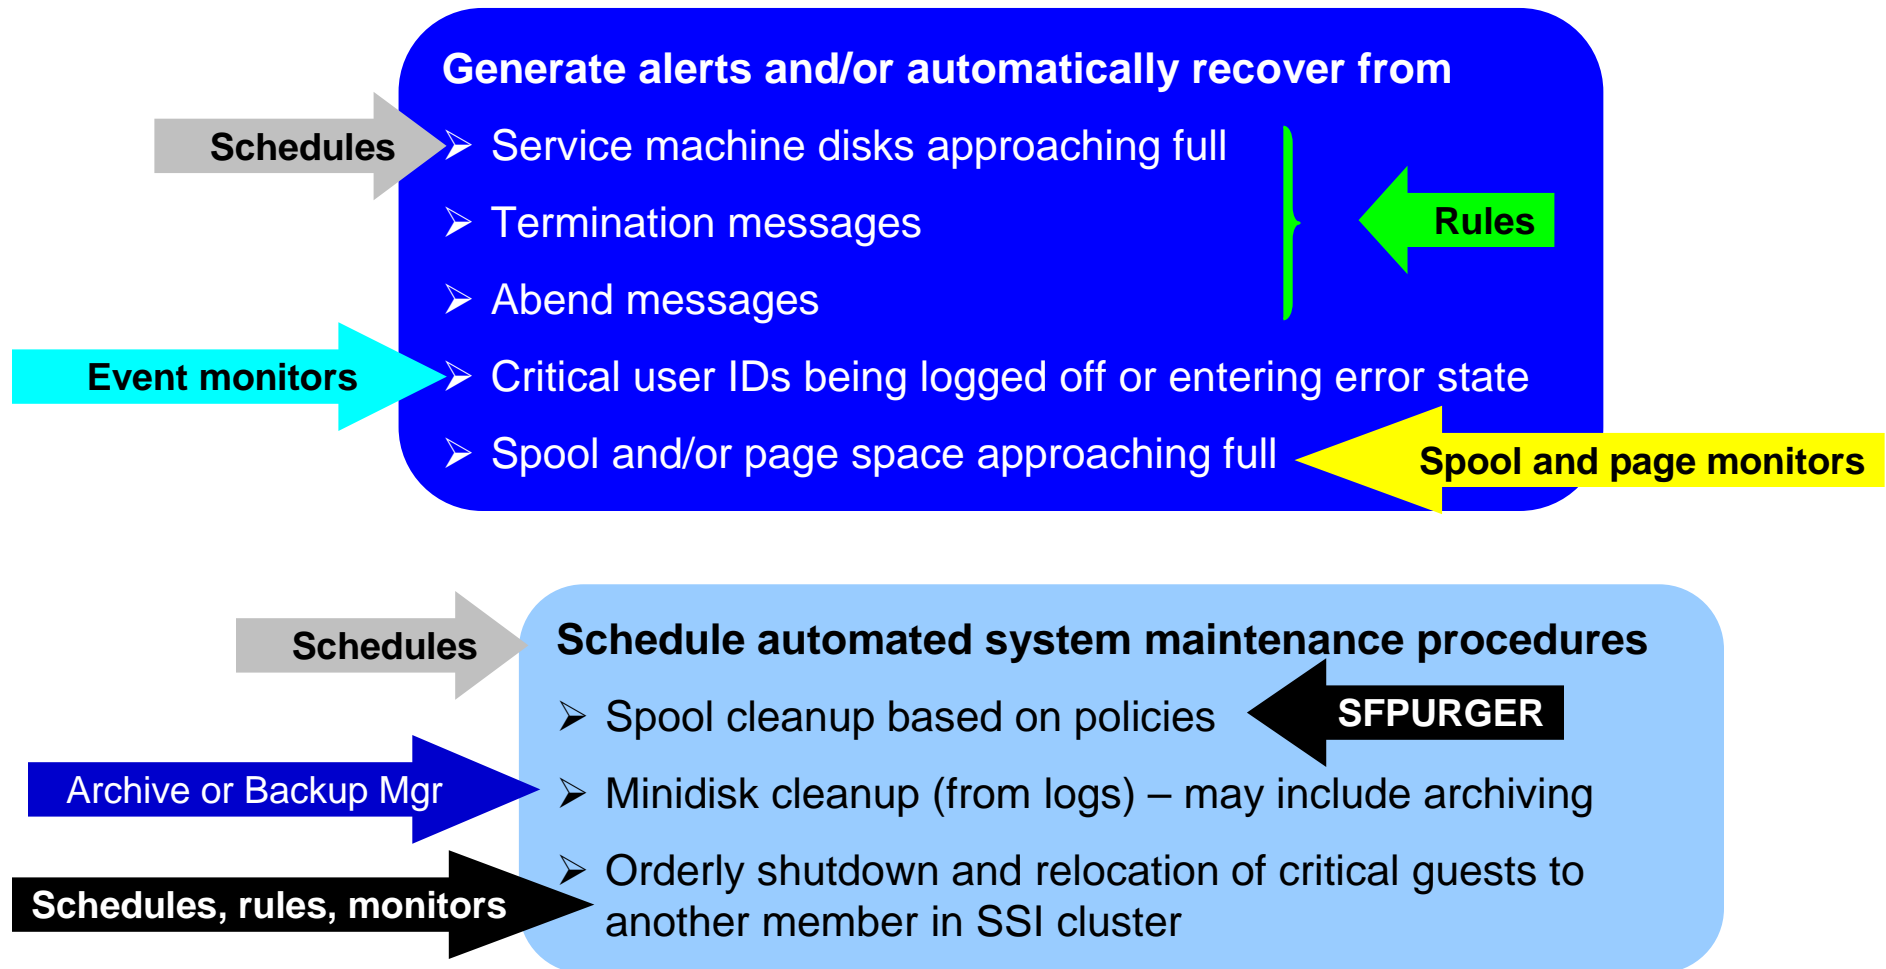 Generate alerts and/or automatically recover from
Schedules
➢ Service machine disks approaching full
➢ Termination messages
Rules
➢ Abend messages
Event monitors
➢ Critical user IDs being logged off or entering error state
➢ Spool and/or page space approaching full
Spool and page monitors
Schedules
Schedule automated system maintenance procedures
➢ Spool cleanup based on policies
SFPURGER
Archive or Backup Mgr
➢ Minidisk cleanup (from logs) – may include archiving
Schedules, rules, monitors
➢ Orderly shutdown and relocation of critical guests to
another member in SSI cluster